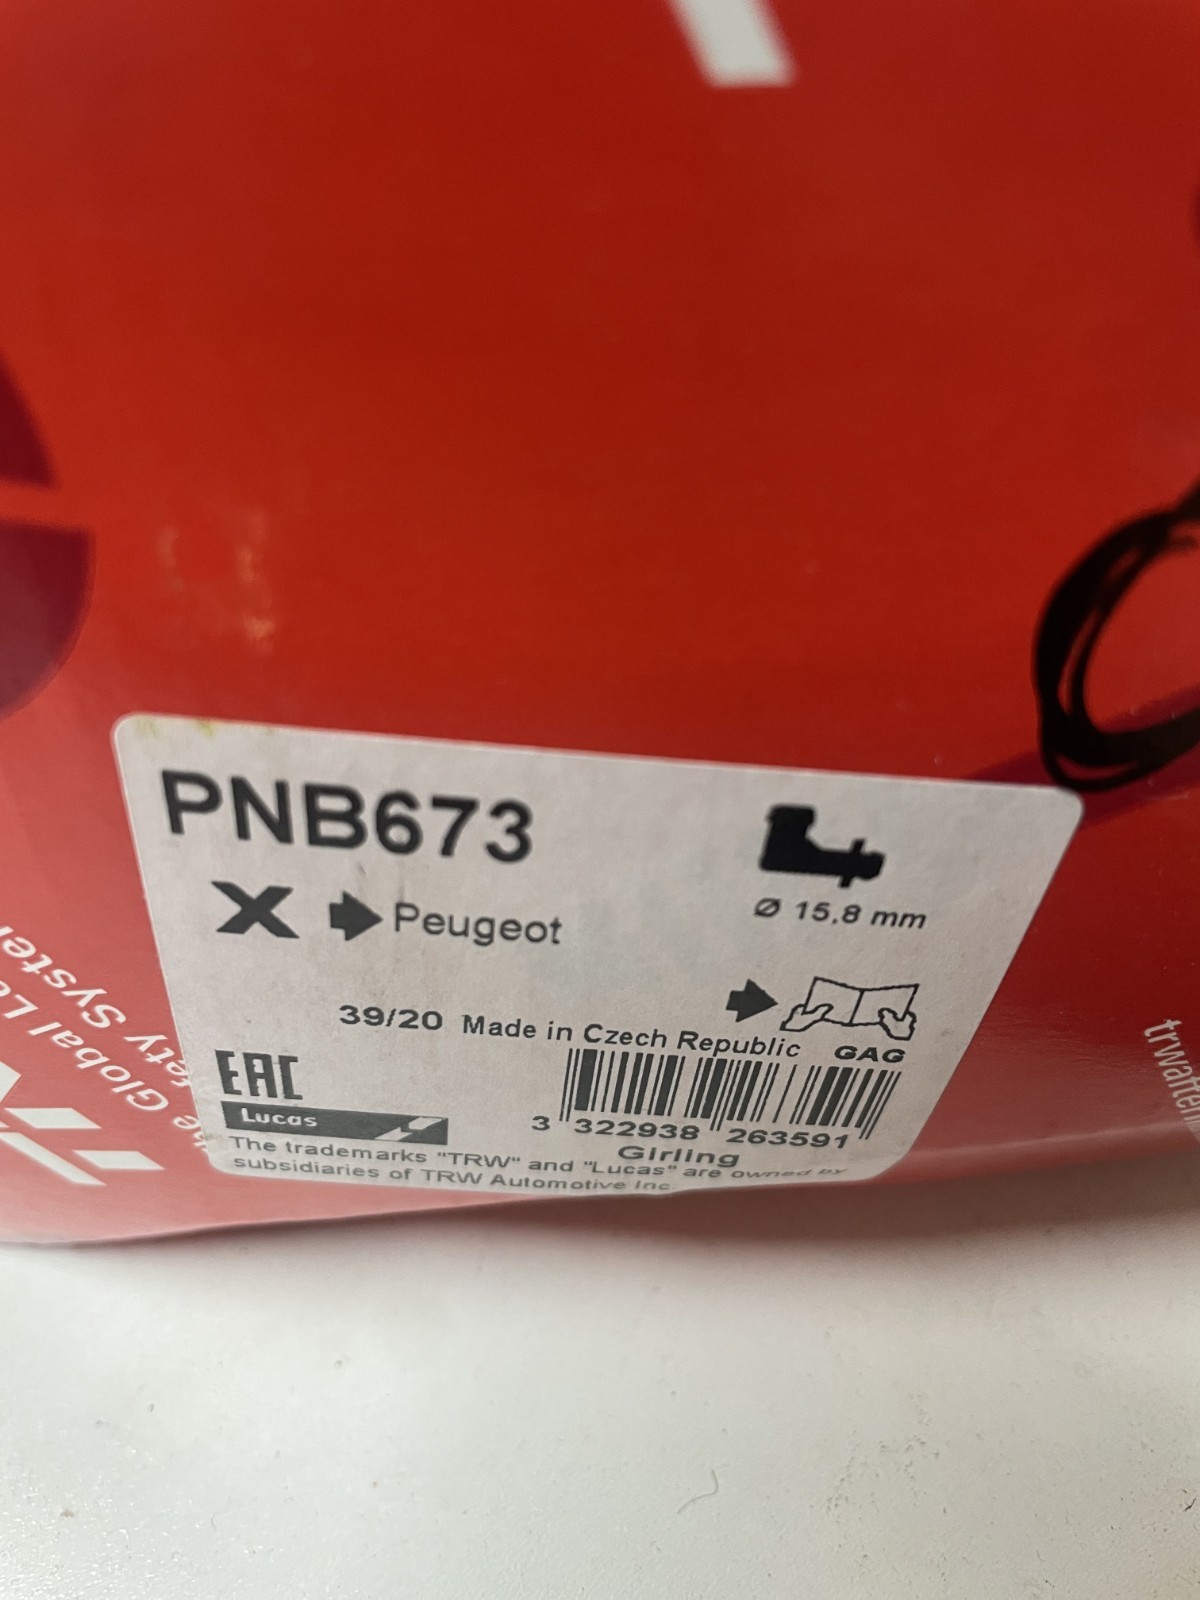 PNB673
X Peugeot
Ø 15,8 mm
39/20 Made in Czech Republic
GAG
EAC
Lucas
3 322938 263591
Girling
The trademarks "TRW" and "Lucas" are owned by
subsidiaries of TRW Automotive Inc.
Global